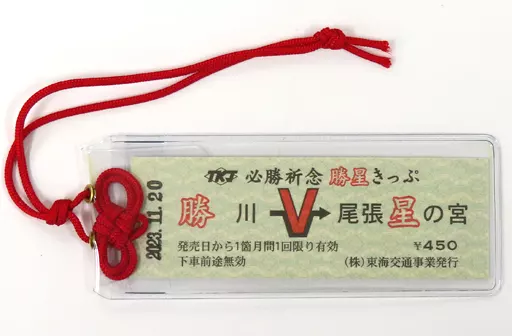 TKJ 必勝祈念 勝星きっぷ
勝川 V 尾張星の宮
発売日から1箇月間1回限り有効 ¥450
下車前途無効 (株)東海交通事業発行
2023.11.20